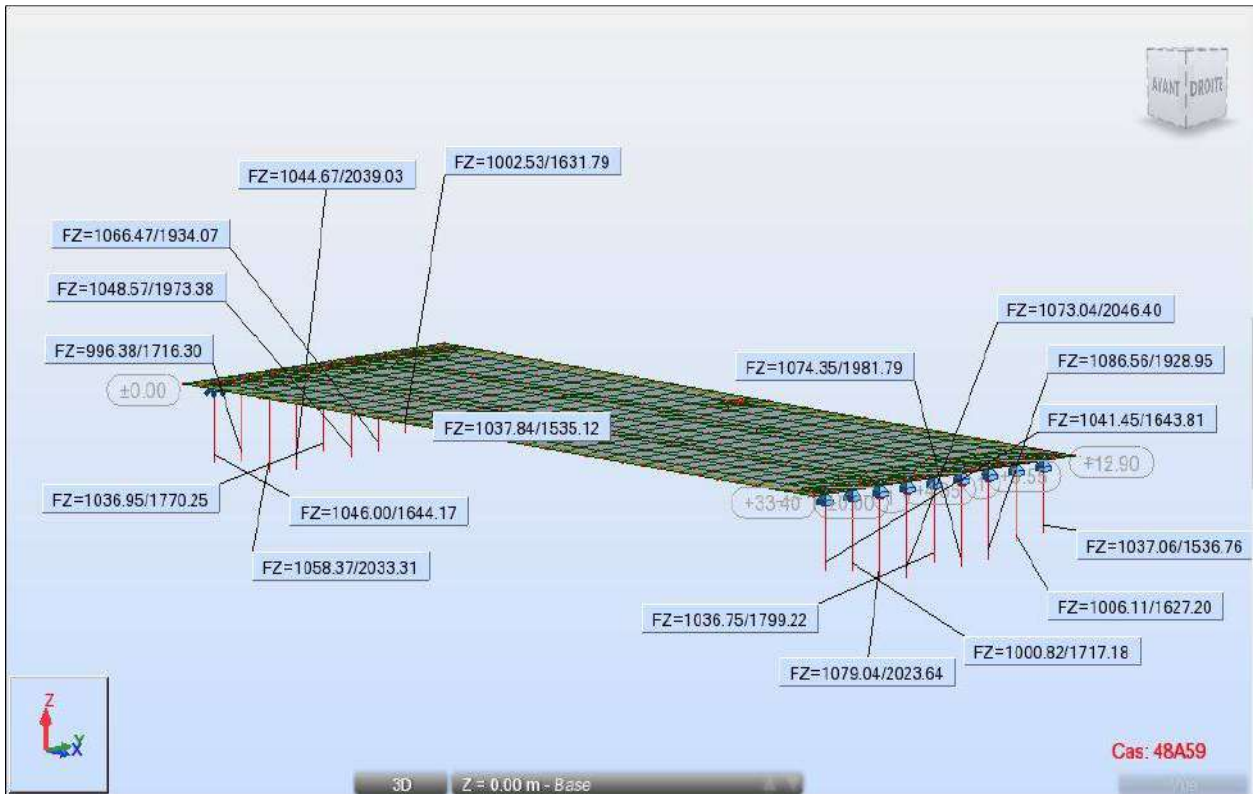 AVANT DROITE
FZ=1002.53/1631.79
FZ=1044.67/2039.03
FZ=1066.47/1934.07
FZ=1048.57/1973.38
FZ=1073.04/2046.40
FZ=996.38/1716.30
FZ=1074.35/1981.79
FZ=1086.56/1928.95
±0.00
FZ=1041.45/1643.81
FZ=1037.84/1535.12
+12.90
FZ=1036.95/1770.25
+33.40
FZ=1046.00/1644.17
FZ=1037.06/1536.76
FZ=1058.37/2033.31
FZ=1006.11/1627.20
FZ=1036.75/1799.22
FZ=1000.82/1717.18
FZ=1079.04/2023.64
Z
Y
X
Cas: 48A59
3D
Z = 0.00 m - Base